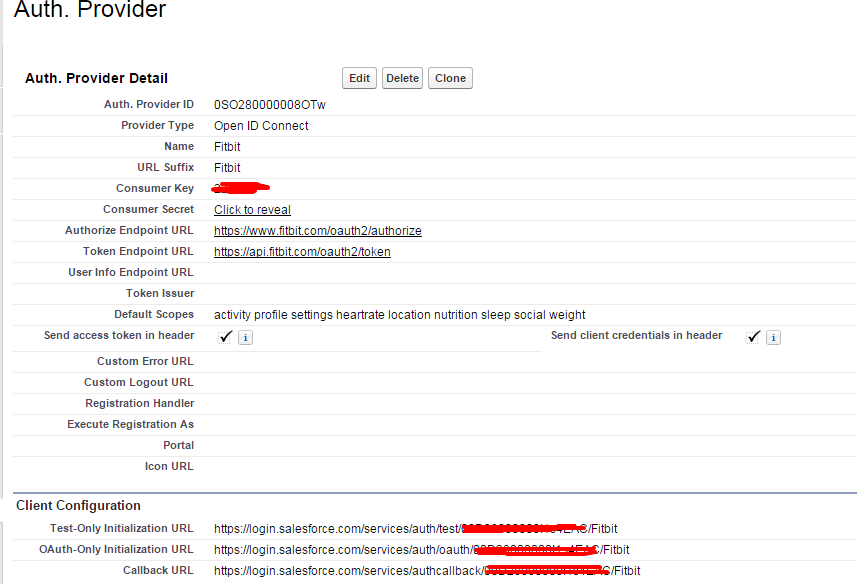 Auth. Provider
Auth. Provider Detail Edit Delete Clone
Auth. Provider ID 0SO280000008OTw
Provider Type Open ID Connect
Name Fitbit
URL Suffix Fitbit
Consumer Key
Consumer Secret Click to reveal
Authorize Endpoint URL https://www.fitbit.com/oauth2/authorize
Token Endpoint URL https://api.fitbit.com/oauth2/token
User Info Endpoint URL
Token Issuer
Default Scopes activity profile settings heartrate location nutrition sleep social weight
Send access token in header i Send client credentials in header i
Custom Error URL
Custom Logout URL
Registration Handler
Execute Registration As
Portal
Icon URL
Client Configuration
Test-Only Initialization URL https://login.salesforce.com/services/auth/test/ /Fitbit
OAuth-Only Initialization URL https://login.salesforce.com/services/auth/oauth/ /Fitbit
Callback URL https://login.salesforce.com/services/authcallback/ /Fitbit